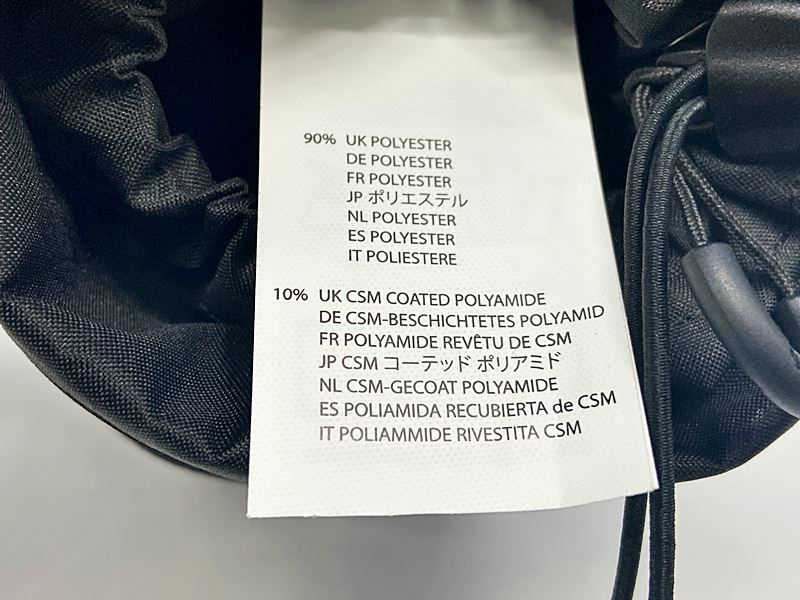 90% UK POLYESTER
DE POLYESTER
FR POLYESTER
JP ポリエステル
NL POLYESTER
ES POLYESTER
IT POLIESTERE
10% UK CSM COATED POLYAMIDE
DE CSM-BESCHICHTETES POLYAMID
FR POLYAMIDE REVÊTU DE CSM
JP CSM コーテッド ポリアミド
NL CSM-GECOAT POLYAMIDE
ES POLIAMIDA RECUBIERTA de CSM
IT POLIAMMIDE RIVESTITA CSM